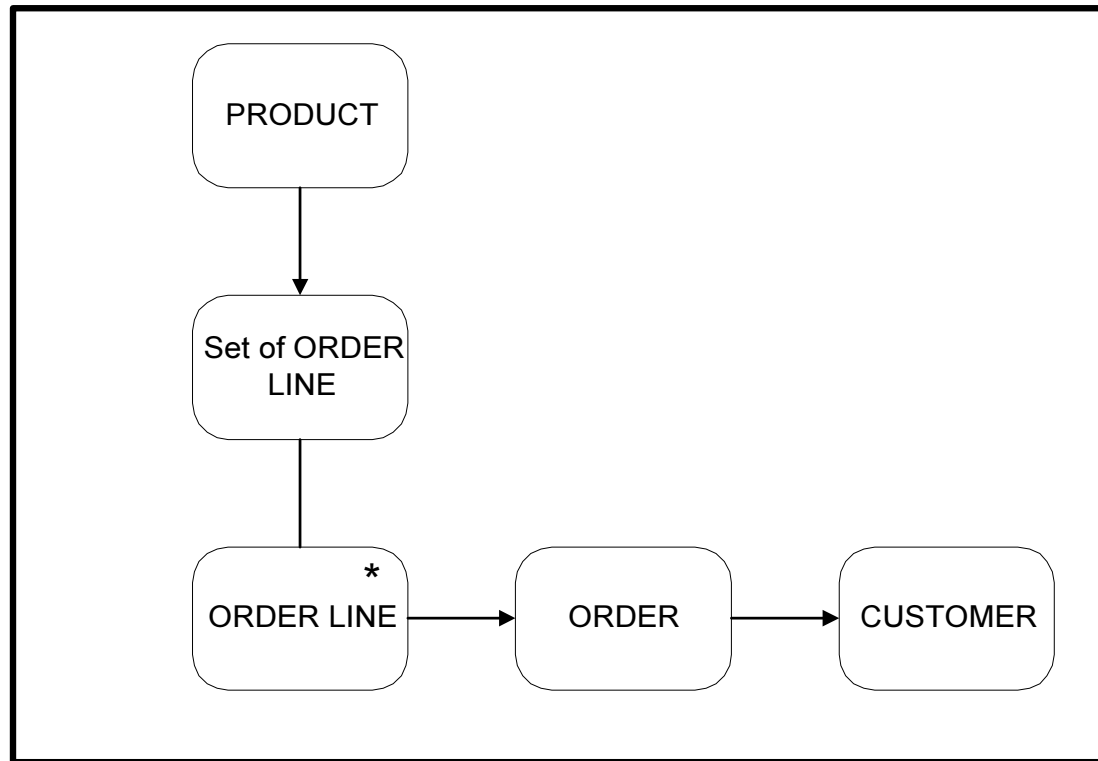 PRODUCT
Set of ORDER
LINE
*
ORDER LINE
ORDER
CUSTOMER